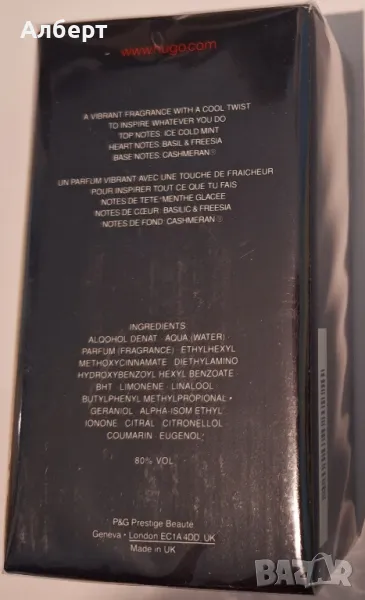 Алберт
www.hugo.com
A VIBRANT FRAGRANCE WITH A COOL TWIST
TO INSPIRE WHATEVER YOU DO
TOP NOTES: ICE COLD MINT
HEART NOTES: BASIL & FREESIA
BASE NOTES: CASHMERAN®
UN PARFUM VIBRANT AVEC UNE TOUCHE DE FRAICHEUR
POUR INSPIRER TOUT CE QUE TU FAIS
NOTES DE TETE: MENTHE GLACEE
NOTES DE CŒUR: BASILIC & FREESIA
NOTES DE FOND: CASHMERAN®
INGREDIENTS
ALQOHOL DENAT · AQUA (WATER)
PARFUM (FRAGRANCE) · ETHYLHEXYL
METHOXYCINNAMATE · DIETHYLAMINO
HYDROXYBENZOYL HEXYL BENZOATE ·
BHT · LIMONENE · LINALOOL ·
BUTYLPHENYL METHYLPROPIONAL ·
GERANIOL · ALPHA-ISOM ETHYL
IONONE · CITRAL · CITRONELLOL ·
COUMARIN · EUGENOL ·
80% VOL
P&G Prestige Beauté
Geneva · London EC1A 4DD, UK
Made in UK
BAZAR